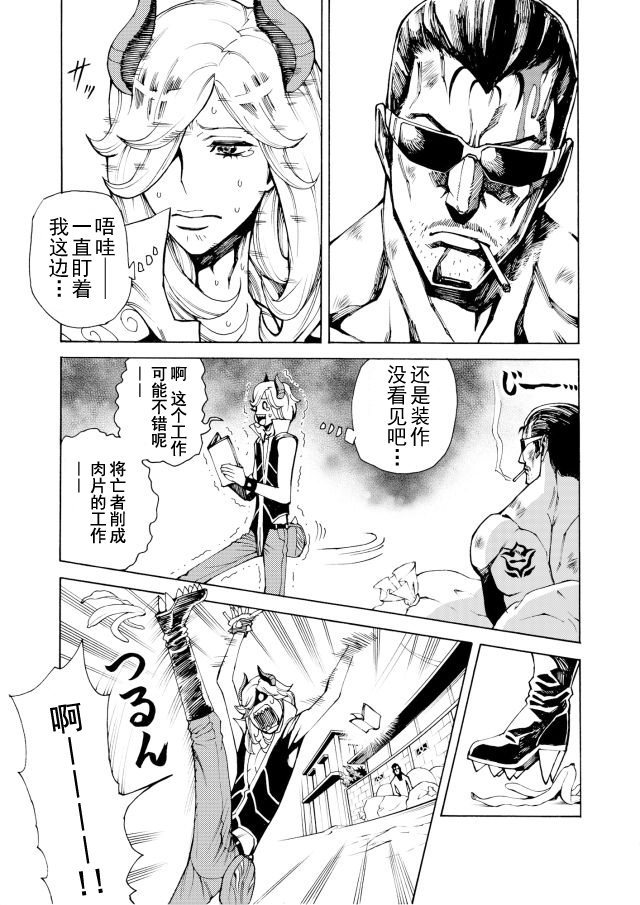 ザッ
唔哇——
一直盯着
我这边…
じー…
还是装作
没看见吧…
啊 这个工作
可能不错呢
——
将亡者削成
肉片的工作
——
つるん
啊————!!